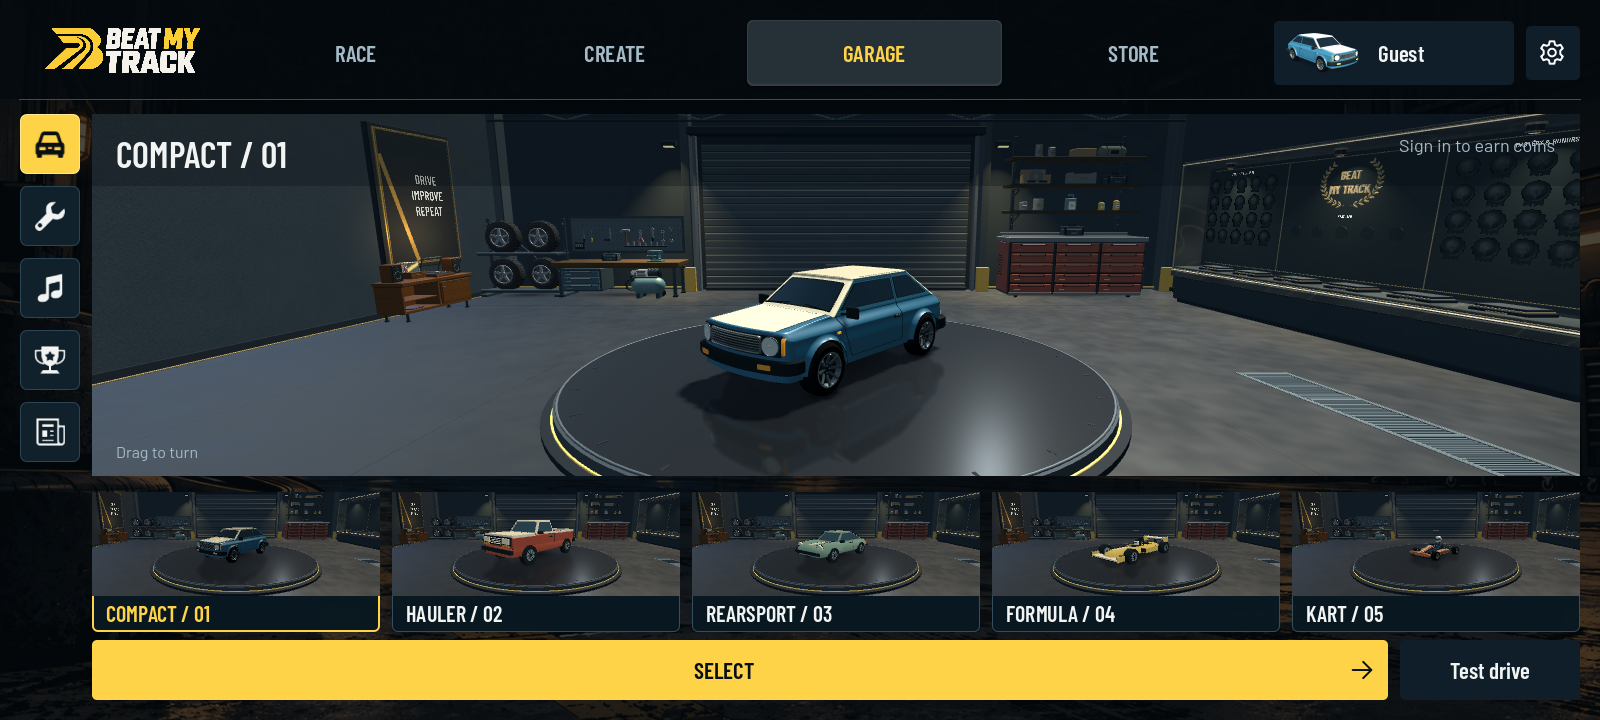 BEAT MY
TRACK
RACE
CREATE
GARAGE
STORE
Guest
COMPACT / 01
Sign in to earn coins
DRIVE
IMPROVE
REPEAT
BEAT
MY TRACK
Drag to turn
COMPACT / 01
HAULER / 02
REARSPORT / 03
FORMULA / 04
KART / 05
SELECT
Test drive